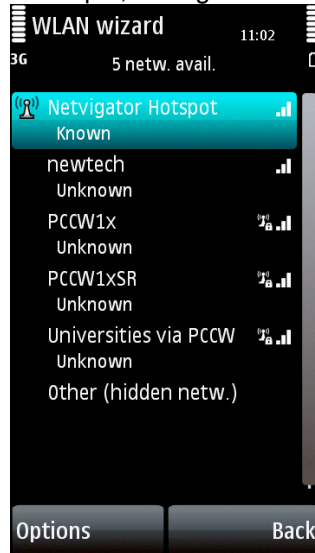 WLAN wizard
11:02
3G
5 netw. avail.
Netvigator Hotspot
Known
newtech
Unknown
PCCW1x
Unknown
PCCW1xSR
Unknown
Universities via PCCW
Unknown
Other (hidden netw.)
Options Back